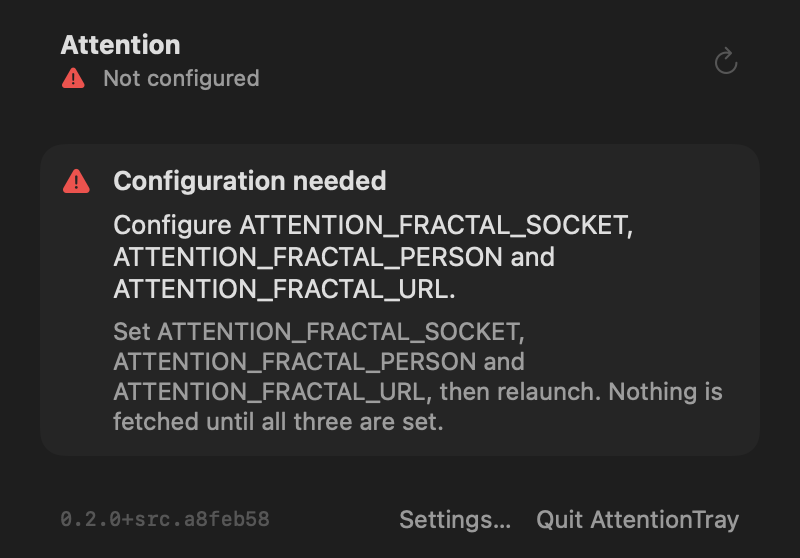 Attention
Not configured
Configuration needed
Configure ATTENTION_FRACTAL_SOCKET,
ATTENTION_FRACTAL_PERSON and
ATTENTION_FRACTAL_URL.
Set ATTENTION_FRACTAL_SOCKET,
ATTENTION_FRACTAL_PERSON and
ATTENTION_FRACTAL_URL, then relaunch. Nothing is
fetched until all three are set.
0.2.0+src.a8feb58 Settings... Quit AttentionTray